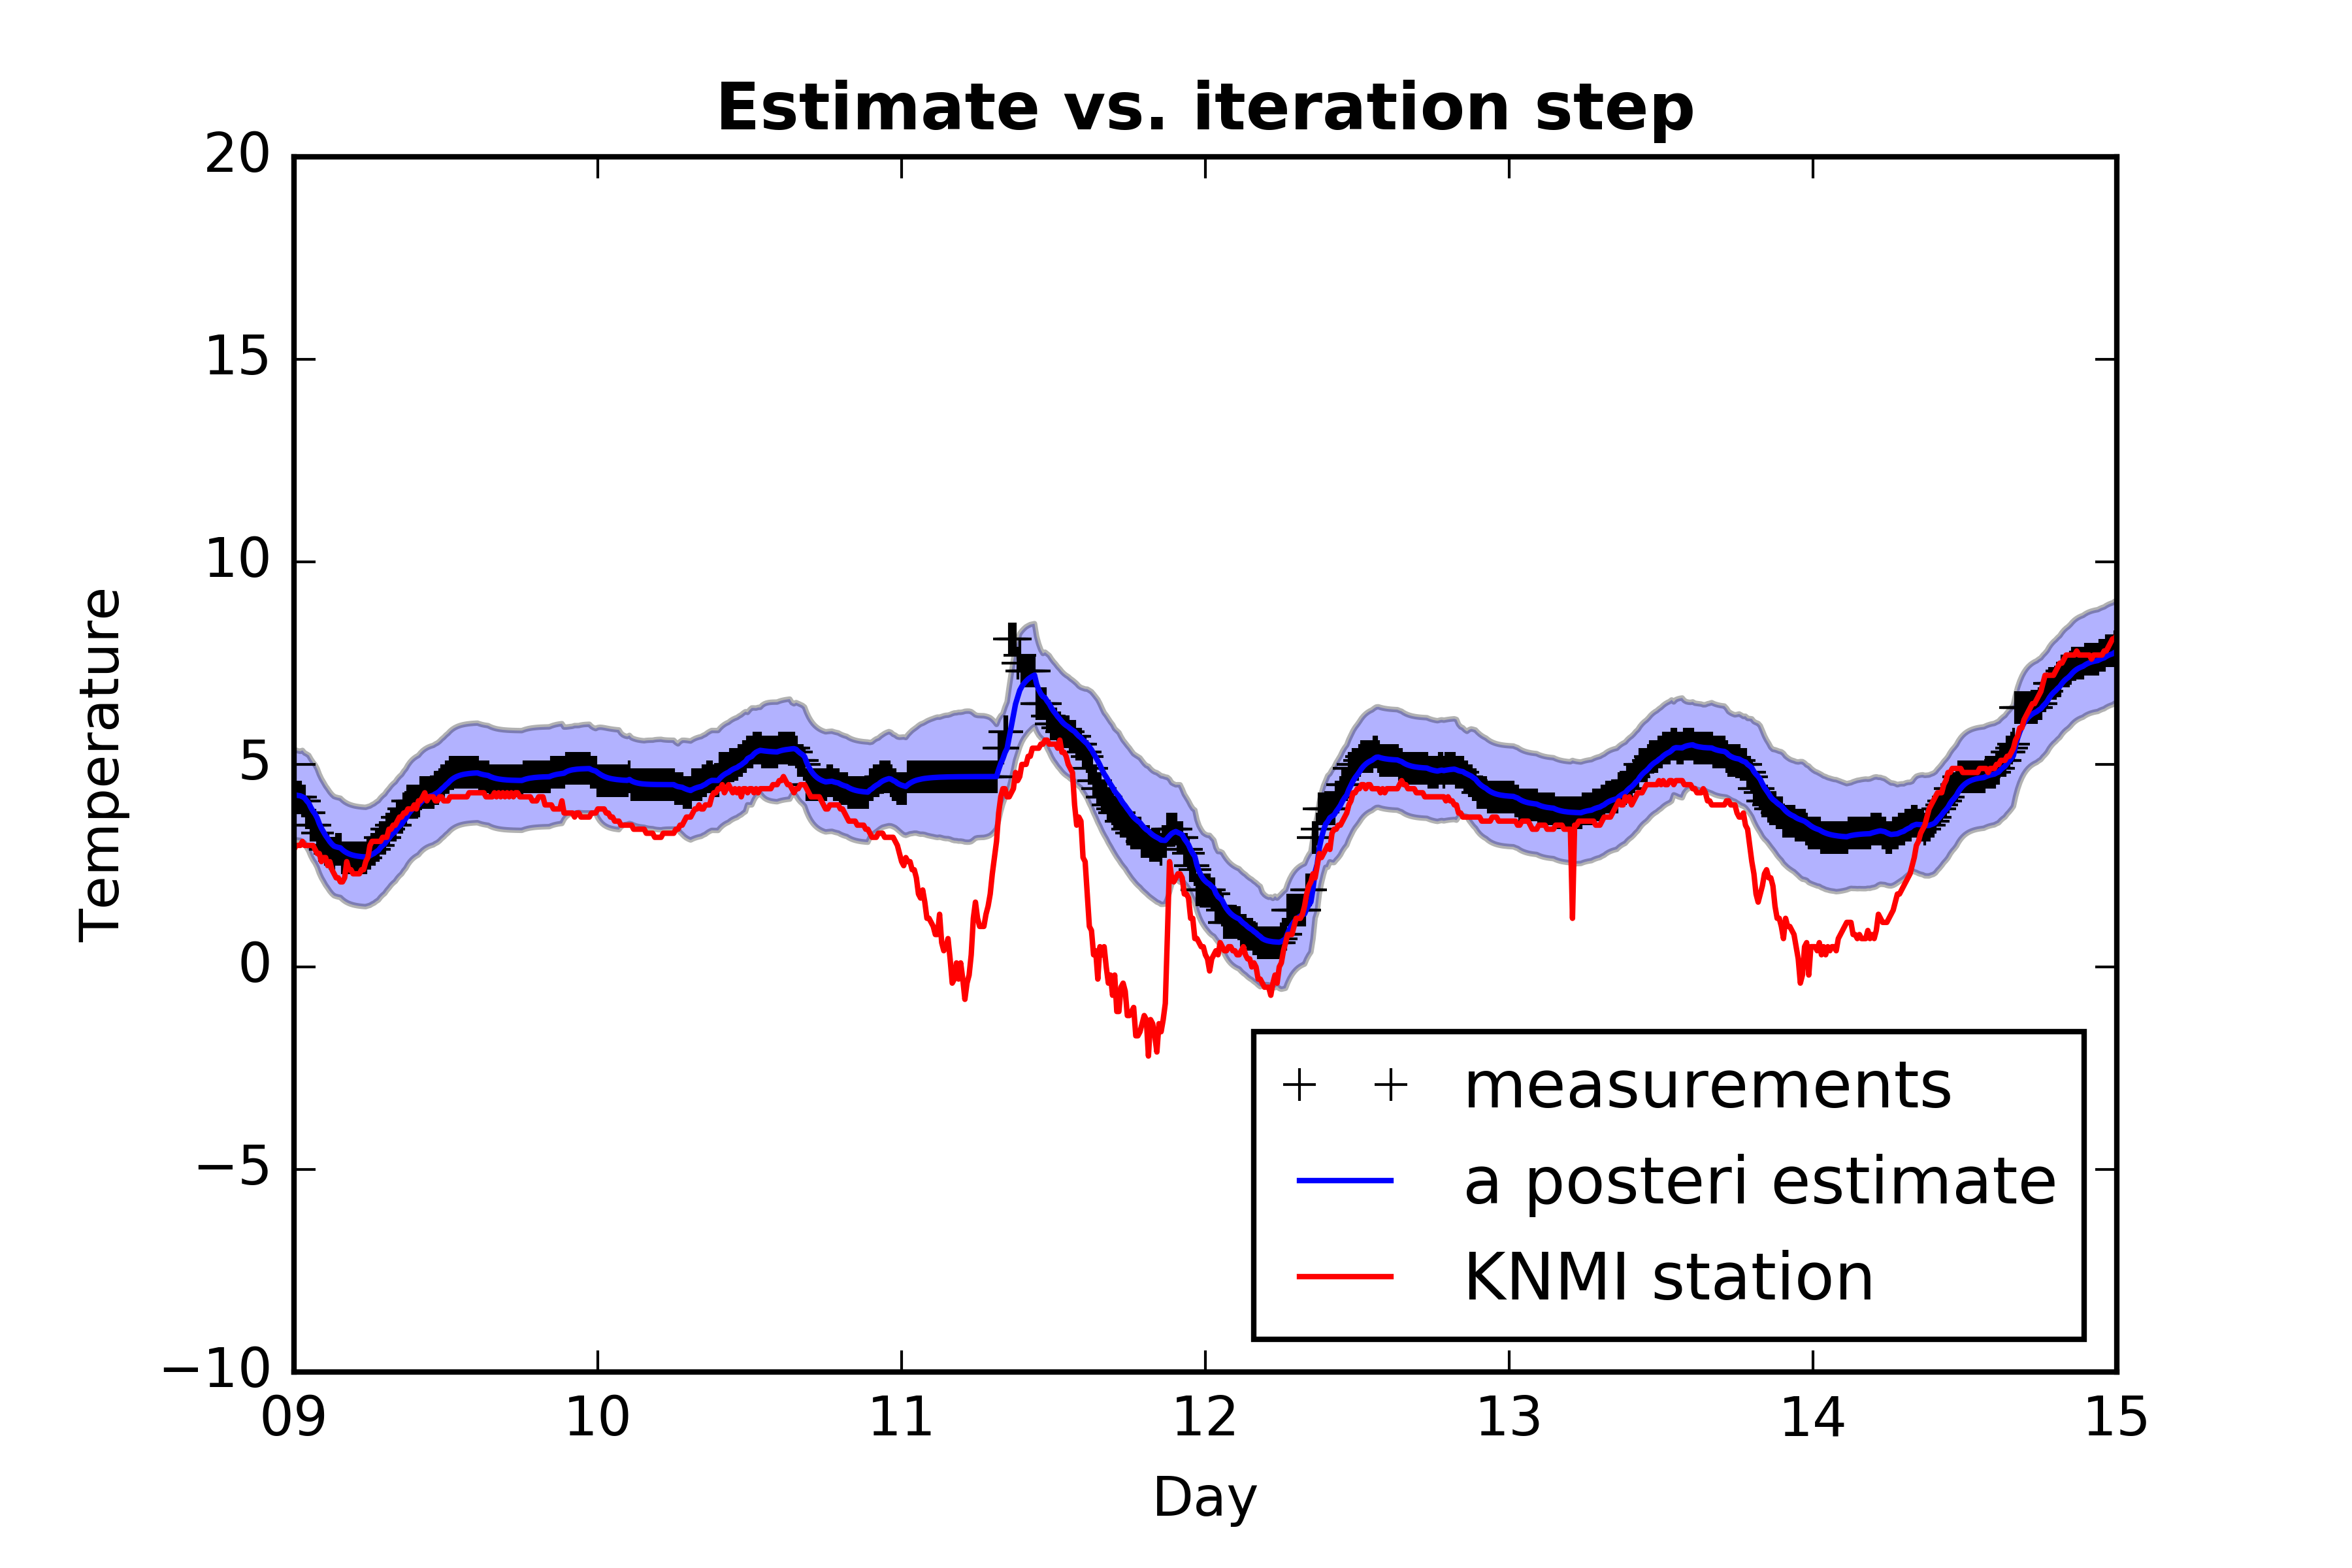 Estimate vs. iteration step
20
15
10
5
0
−5
−10
Temperature
measurements
a posteri estimate
KNMI station
09 10 11 12 13 14 15
Day